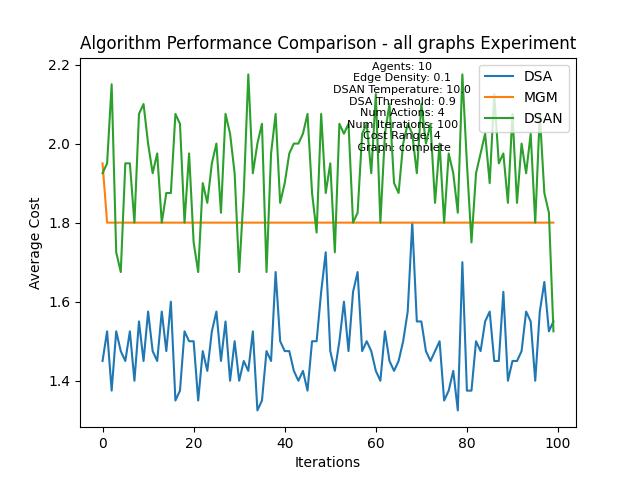 Algorithm Performance Comparison - all graphs Experiment
Agents: 10
Edge Density: 0.1
DSAN Temperature: 10.0
DSA Threshold: 0.9
Num Actions: 4
Num Iterations: 100
Cost Range: 4
Graph: complete
DSA
MGM
DSAN
2.2
2.0
1.8
1.6
1.4
Average Cost
0
20
40
60
80
100
Iterations